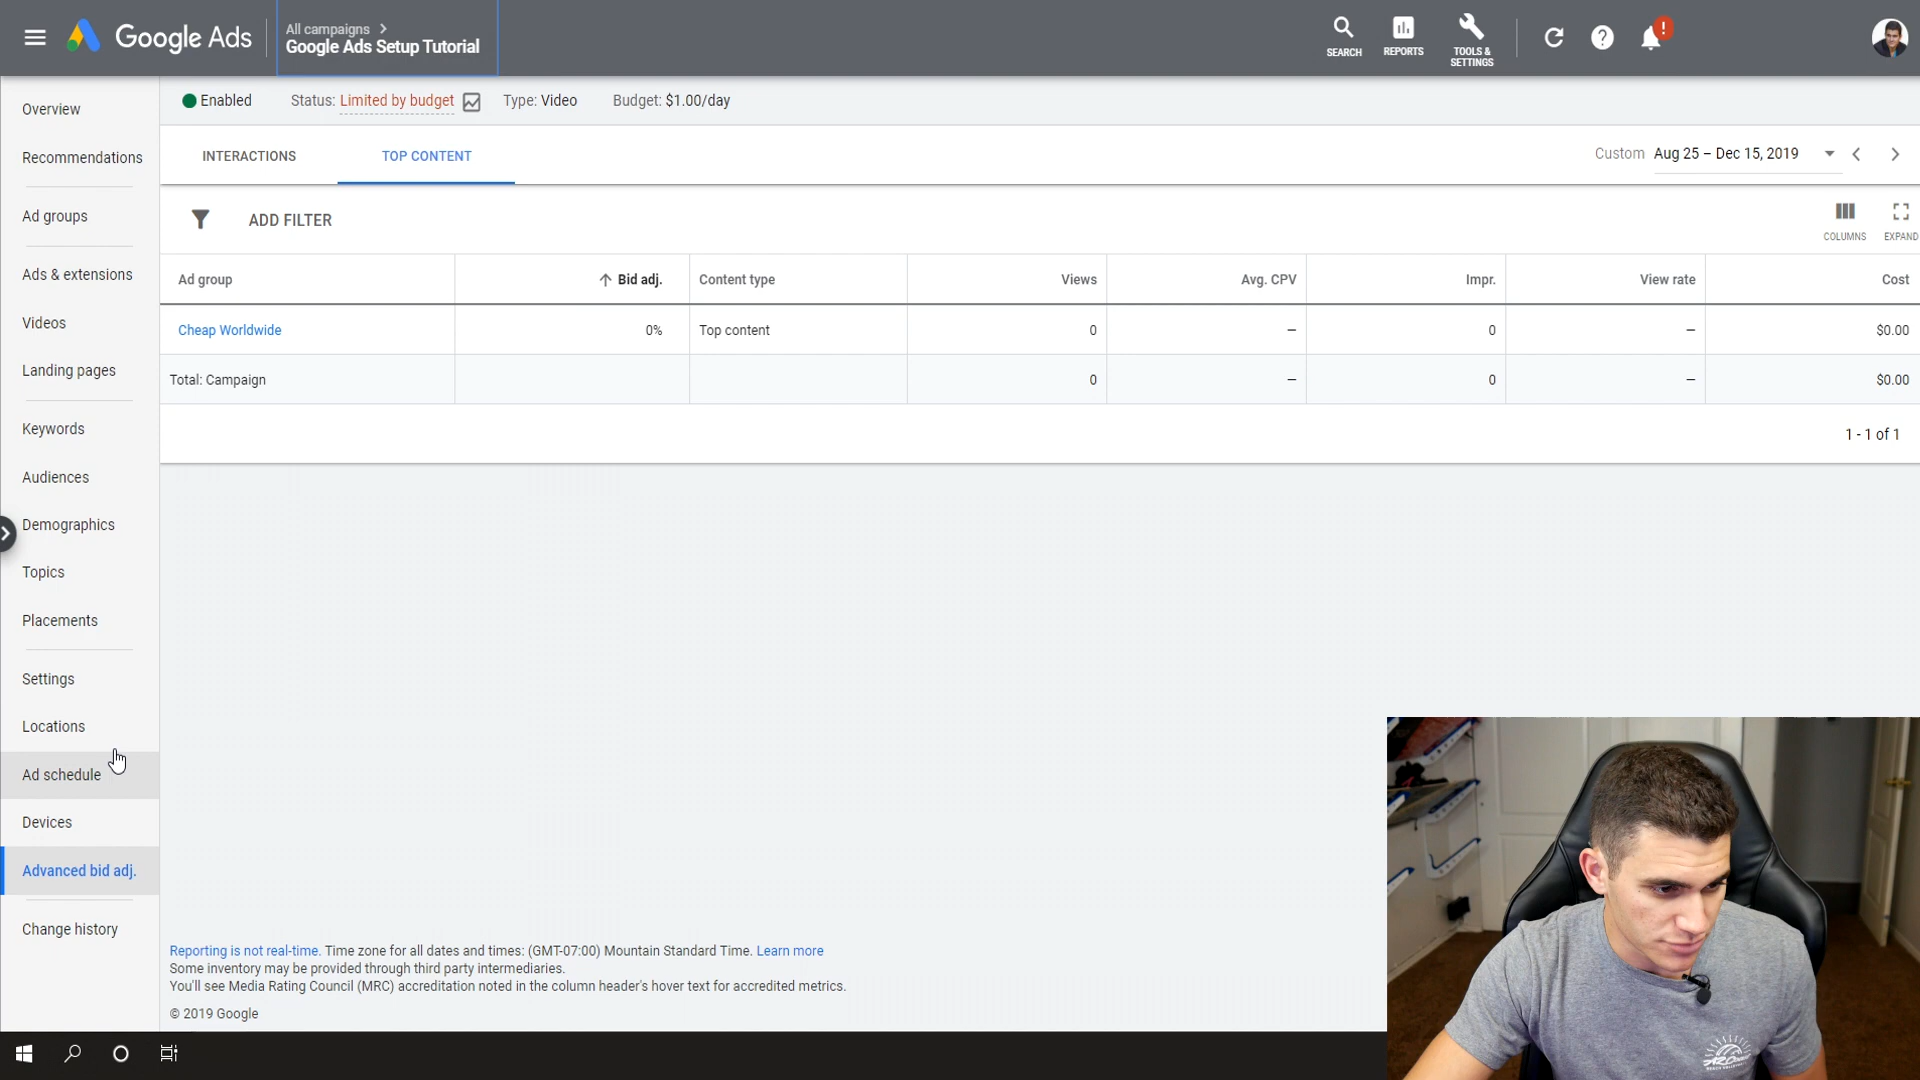 Google Ads
All campaigns >
Google Ads Setup Tutorial
SEARCH
REPORTS
TOOLS &
SETTINGS
!
Overview
Recommendations
Ad groups
Ads & extensions
Videos
Landing pages
Keywords
Audiences
Demographics
Topics
Placements
Settings
Locations
Ad schedule
Devices
Advanced bid adj.
Change history
Enabled
Status: Limited by budget
Type: Video
Budget: $1.00/day
INTERACTIONS
TOP CONTENT
Custom Aug 25 – Dec 15, 2019
ADD FILTER
COLUMNS
EXPAND
Ad group Bid adj. Content type Views Avg. CPV Impr. View rate Cost
Cheap Worldwide 0% Top content 0 – 0 – $0.00
Total: Campaign 0 – 0 – $0.00
1 - 1 of 1
Reporting is not real-time. Time zone for all dates and times: (GMT-07:00) Mountain Standard Time. Learn more
Some inventory may be provided through third party intermediaries.
You'll see Media Rating Council (MRC) accreditation noted in the column header's hover text for accredited metrics.
© 2019 Google